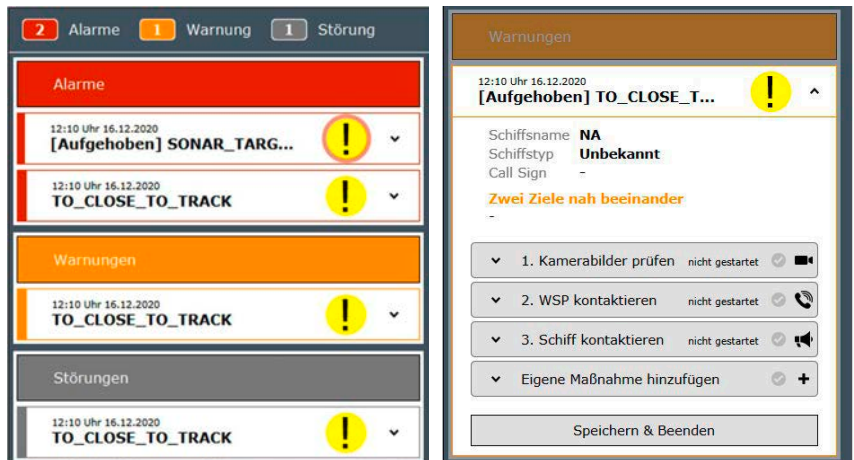 2 Alarme 1 Warnung 1 Störung
Alarme
12:10 Uhr 16.12.2020
[Aufgehoben] SONAR_TARG...
12:10 Uhr 16.12.2020
TO_CLOSE_TO_TRACK
Warnungen
12:10 Uhr 16.12.2020
TO_CLOSE_TO_TRACK
Störungen
12:10 Uhr 16.12.2020
TO_CLOSE_TO_TRACK
Warnungen
12:10 Uhr 16.12.2020
[Aufgehoben] TO_CLOSE_T...
Schiffsname NA
Schiffstyp Unbekannt
Call Sign -
Zwei Ziele nah beeinander
-
1. Kamerabilder prüfen nicht gestartet
2. WSP kontaktieren nicht gestartet
3. Schiff kontaktieren nicht gestartet
Eigene Maßnahme hinzufügen
Speichern & Beenden